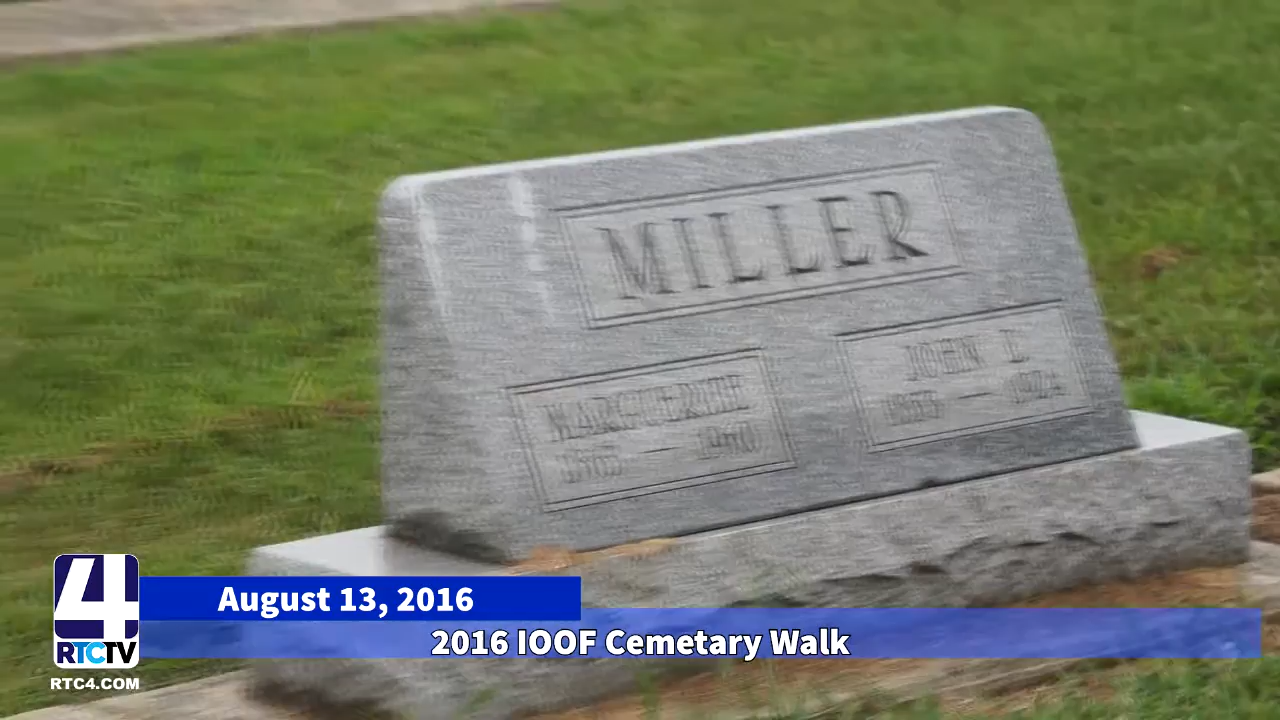 MILLER
MARGUERITE
JOHN
August 13, 2016
2016 IOOF Cemetary Walk
4
RTCTV
RTC4.COM